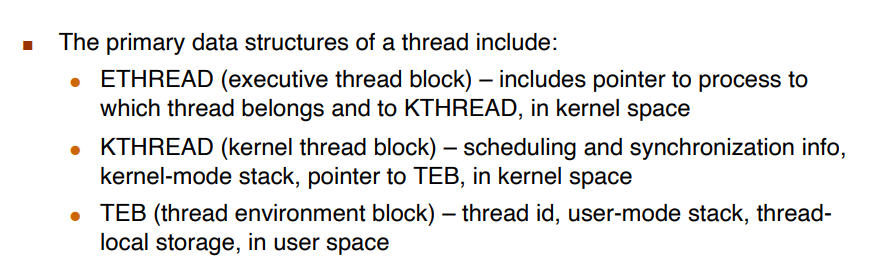 The primary data structures of a thread include:
ETHREAD (executive thread block) – includes pointer to process to
which thread belongs and to KTHREAD, in kernel space
KTHREAD (kernel thread block) – scheduling and synchronization info,
kernel-mode stack, pointer to TEB, in kernel space
TEB (thread environment block) – thread id, user-mode stack, thread-
local storage, in user space